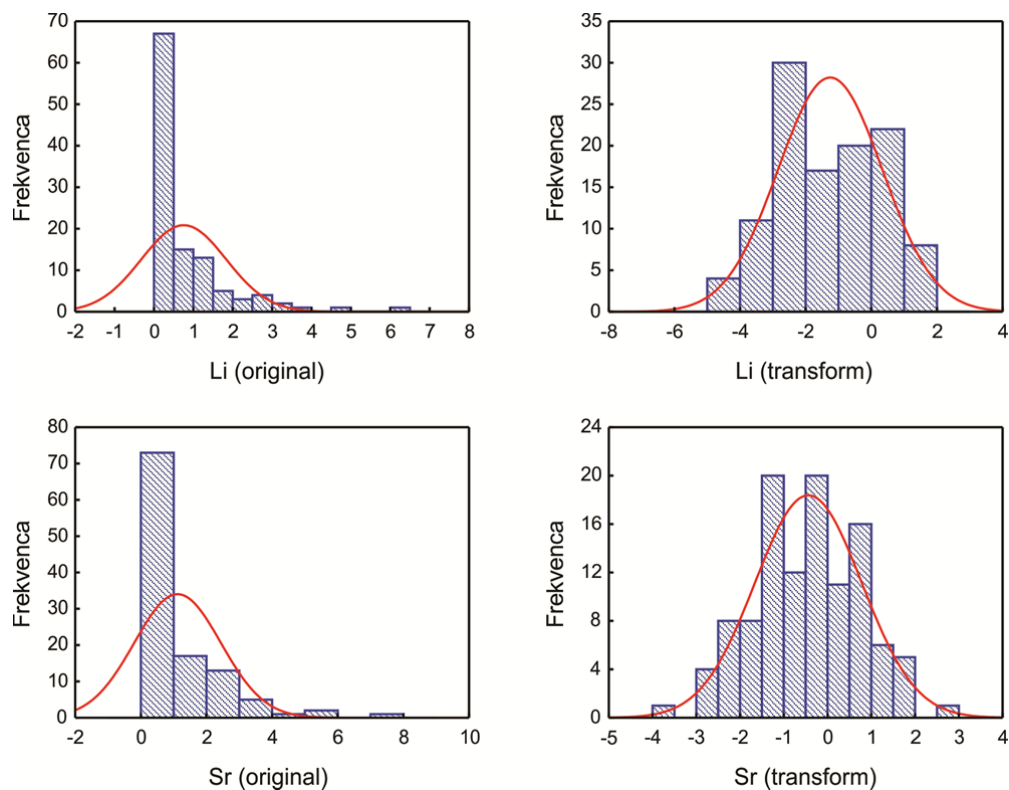 70
60
50
40
30
20
10
0
Frekvenca
-2 -1 0 1 2 3 4 5 6 7 8
Li (original)
35
30
25
20
15
10
5
0
Frekvenca
-8 -6 -4 -2 0 2 4
Li (transform)
80
70
60
50
40
30
20
10
0
Frekvenca
-2 0 2 4 6 8 10
Sr (original)
24
20
16
12
8
4
0
Frekvenca
-5 -4 -3 -2 -1 0 1 2 3 4
Sr (transform)